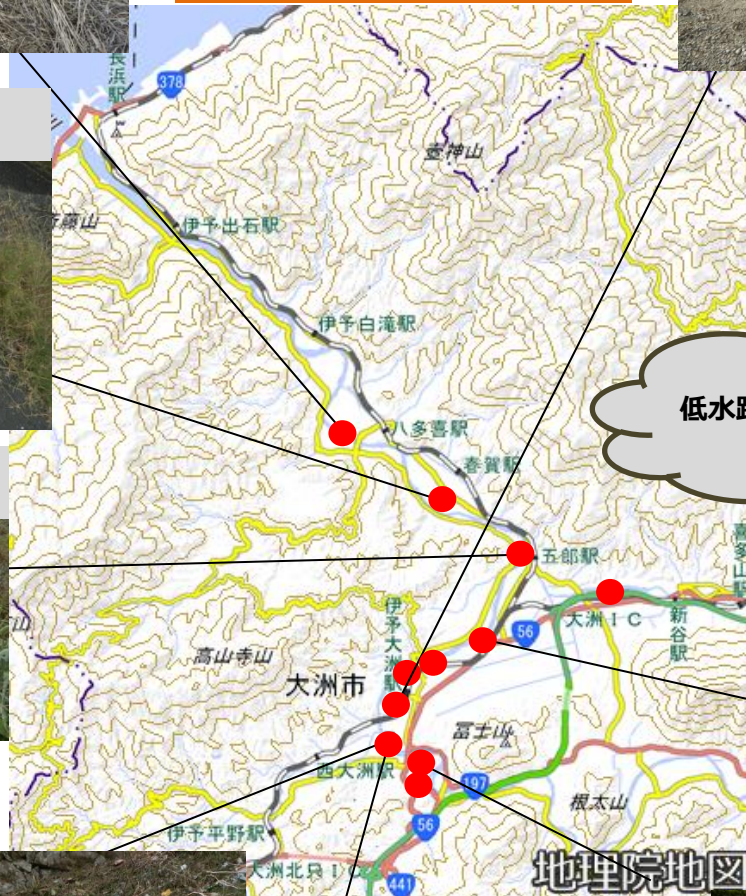 長浜駅
378
壺神山
伊予出石駅
伊予白滝駅
八多喜駅
低水路
春賀駅
五郎駅
喜多山駅
大洲IC
新谷駅
56
伊予大洲駅
高山寺山
大洲市
冨士山
西大洲駅
197
根太山
伊予平野駅
56
大洲北只IC
441
地理院地図